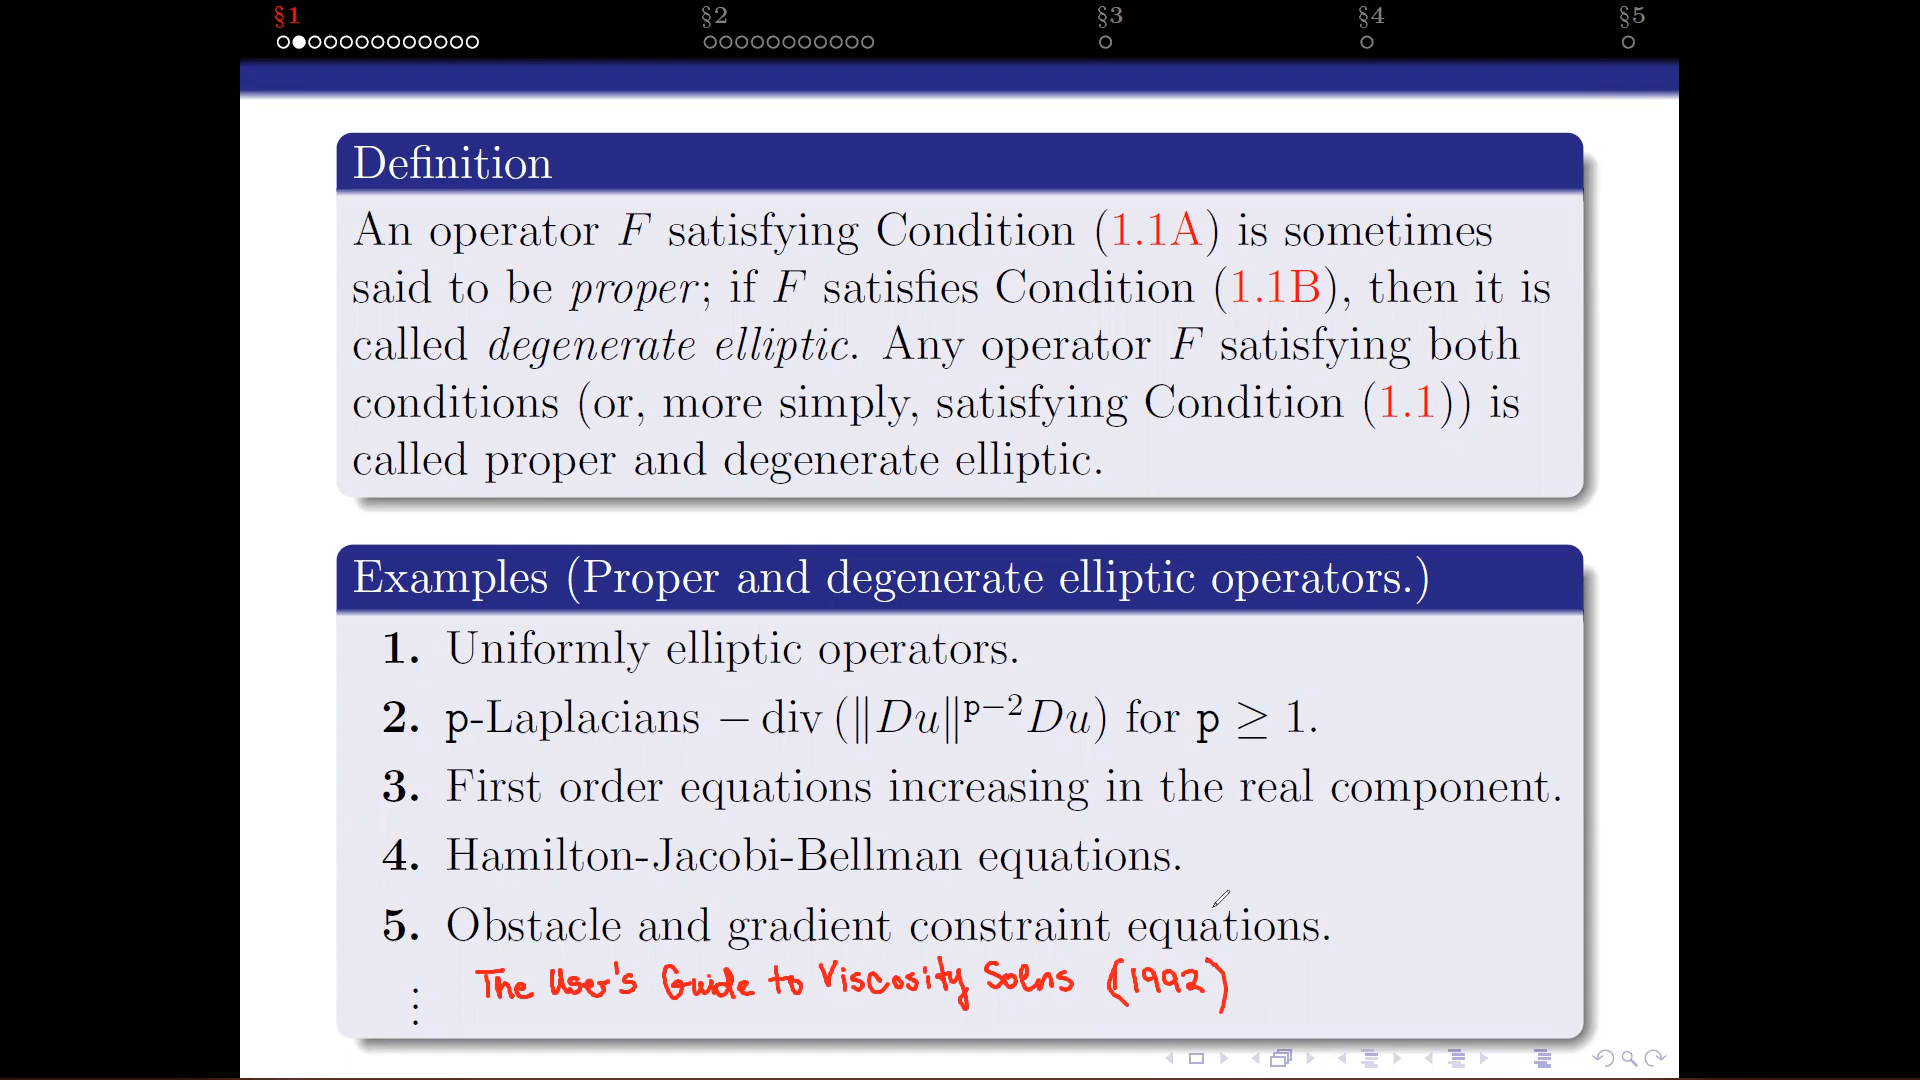 §1 §2 §3 §4 §5
Definition
An operator F satisfying Condition (1.1A) is sometimes
said to be proper; if F satisfies Condition (1.1B), then it is
called degenerate elliptic. Any operator F satisfying both
conditions (or, more simply, satisfying Condition (1.1)) is
called proper and degenerate elliptic.
Examples (Proper and degenerate elliptic operators.)
1. Uniformly elliptic operators.
2. p-Laplacians − div (‖Du‖^{p−2}Du) for p ≥ 1.
3. First order equations increasing in the real component.
4. Hamilton-Jacobi-Bellman equations.
5. Obstacle and gradient constraint equations.
The User's Guide to Viscosity Solns (1992)
⋮